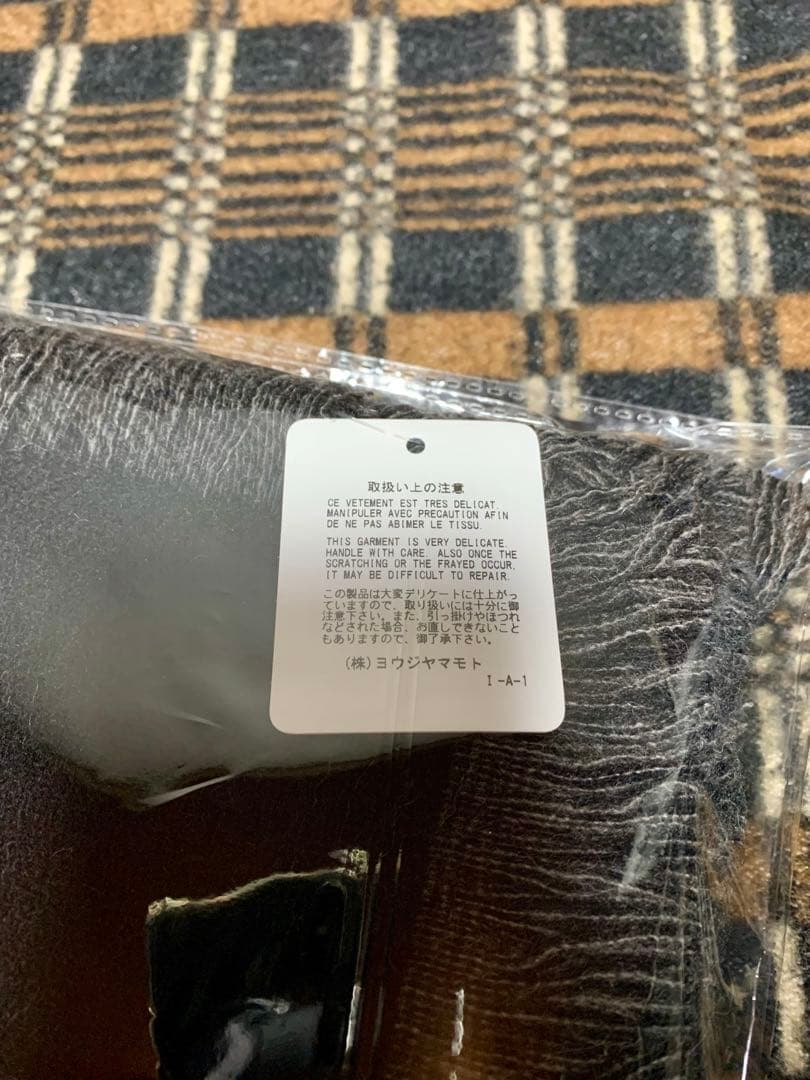 取扱い上の注意
CE VETEMENT EST TRES DELICAT.
MANIPULER AVEC PRECAUTION AFIN
DE NE PAS ABIMER LE TISSU.
THIS GARMENT IS VERY DELICATE.
HANDLE WITH CARE. ALSO ONCE THE
SCRATCHING OR THE FRAYED OCCUR.
IT MAY BE DIFFICULT TO REPAIR.
この製品は大変デリケートに仕上がっ
ていますので、取り扱いには十分に御
注意下さい。また、引っ掛けやほつれ
などされた場合、お直しできないこと
もありますので、御了承下さい。
(株)ヨウジヤマモト
I-A-1